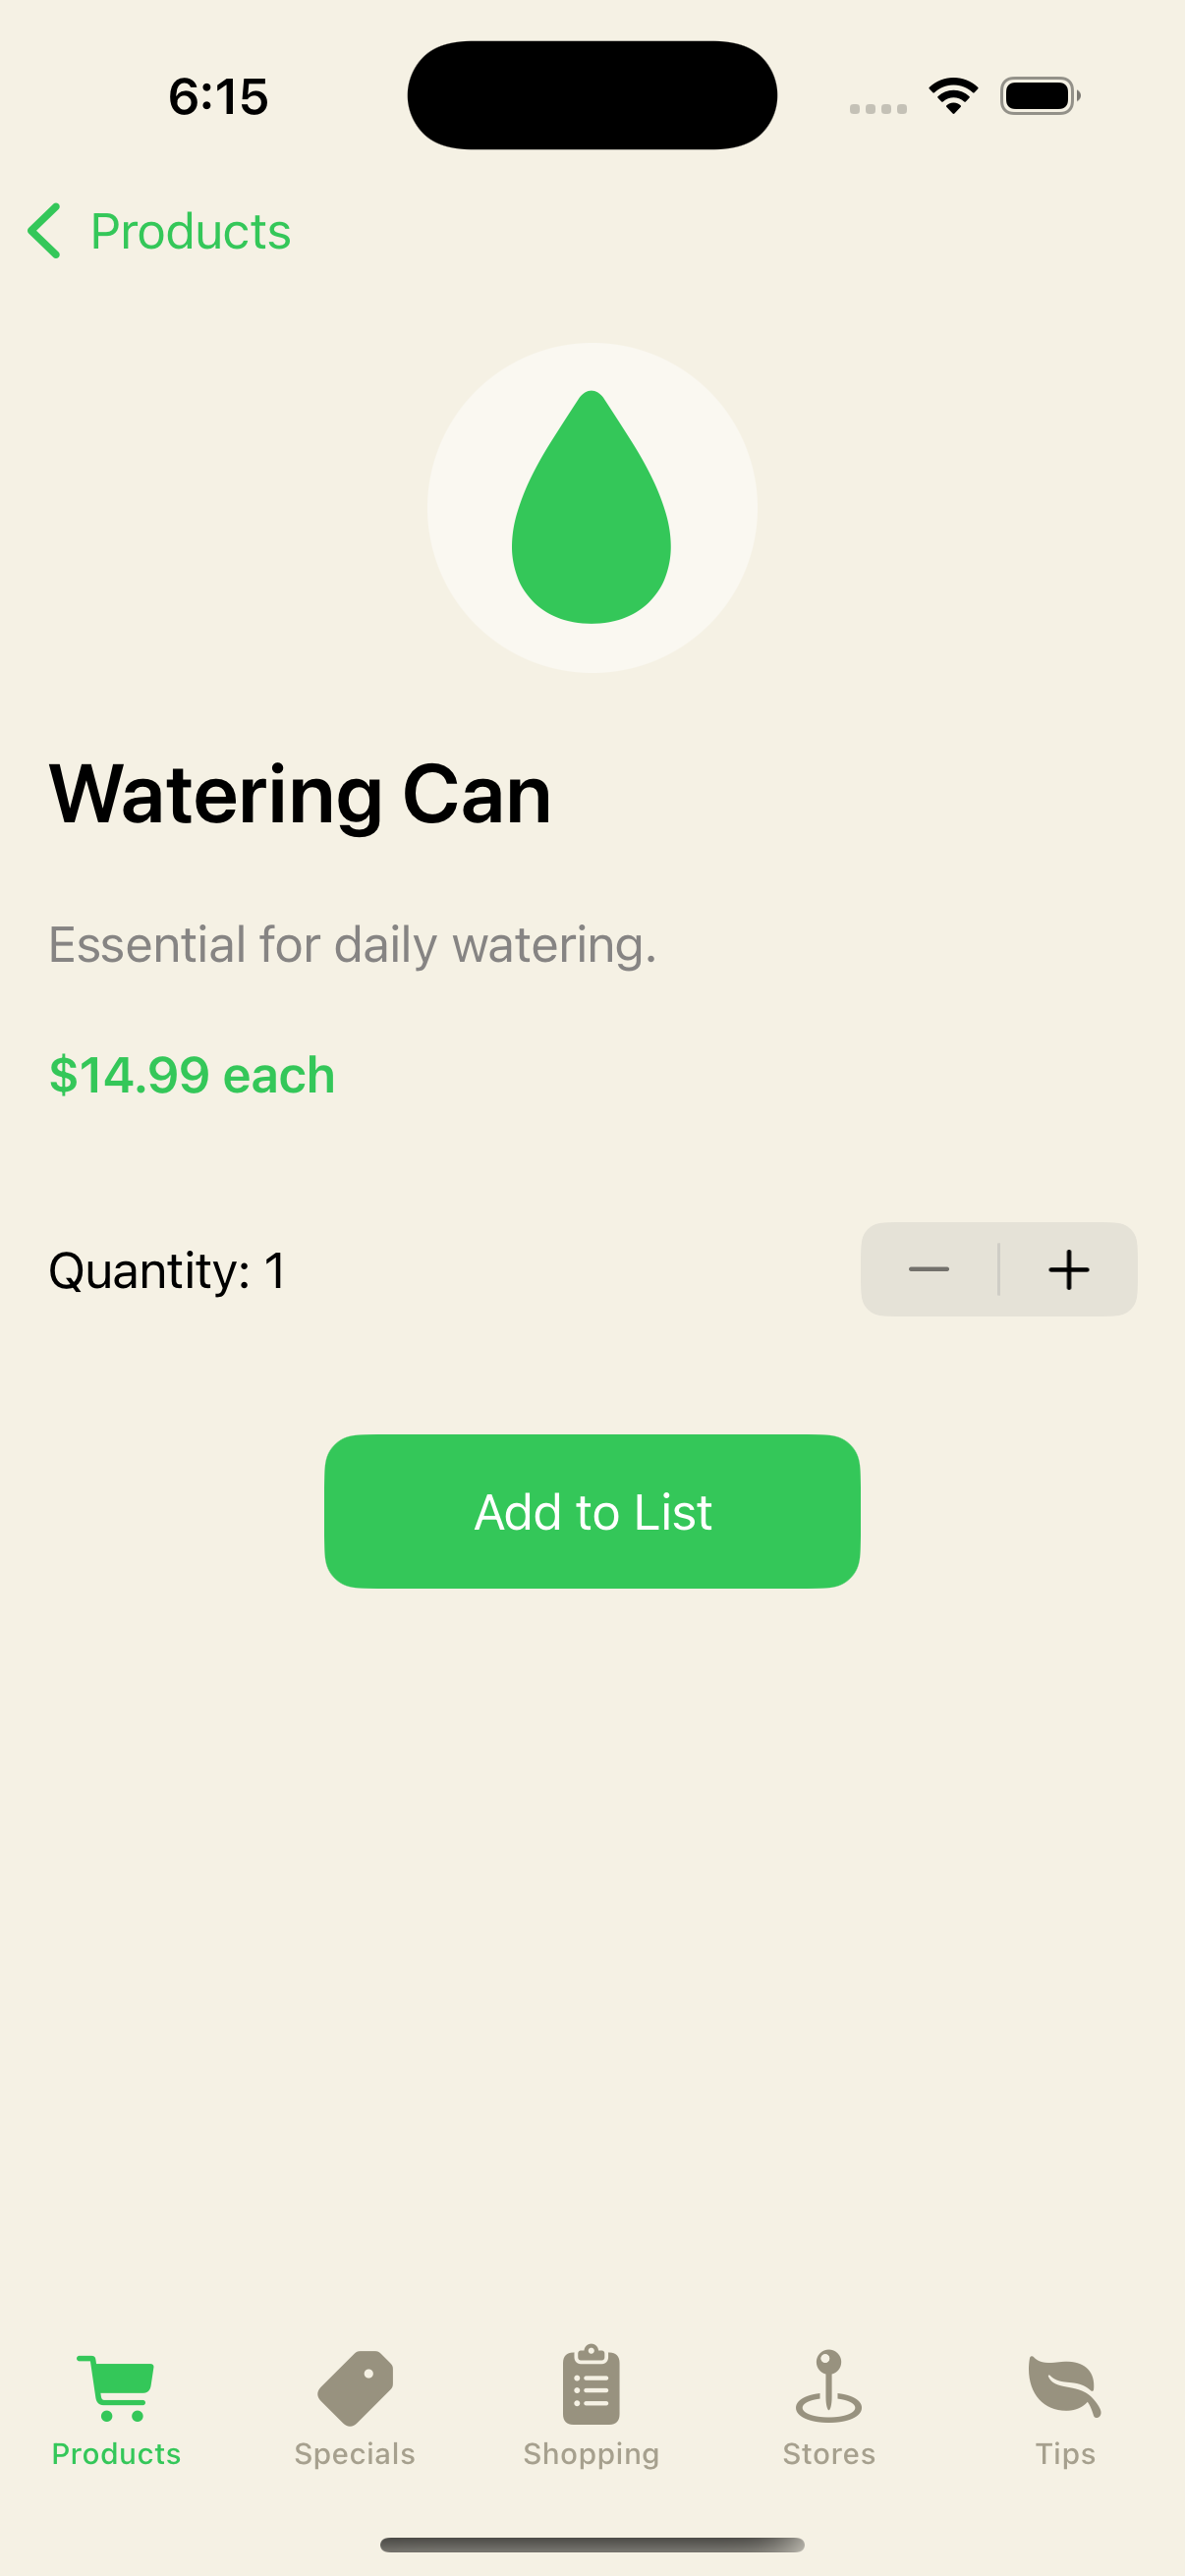 6:15
Products
Watering Can
Essential for daily watering.
$14.99 each
Quantity: 1
Add to List
Products Specials Shopping Stores Tips